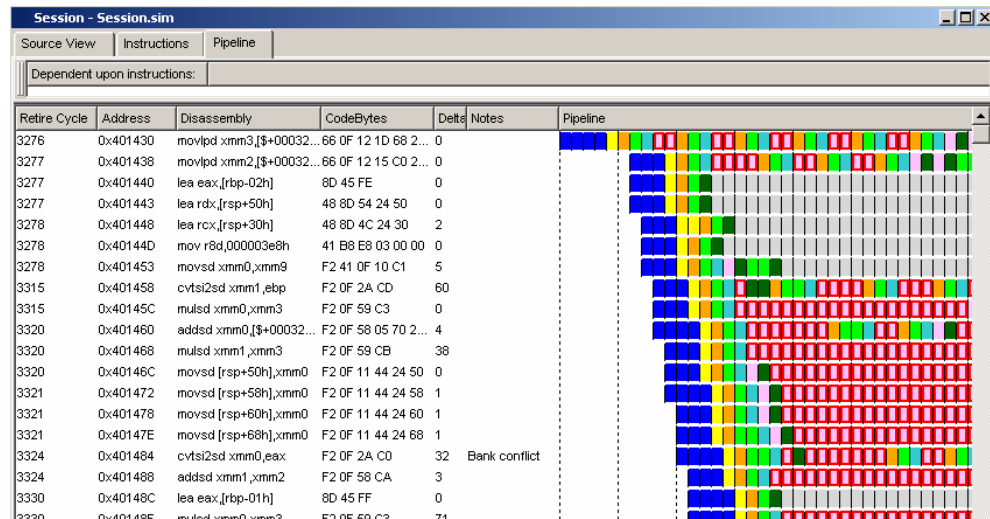 Session - Session.sim
Source View Instructions Pipeline
Dependent upon instructions:
Retire Cycle Address Disassembly CodeBytes Delta Notes Pipeline
3276 0x401430 movlpd xmm3,[$+00032... 66 0F 12 1D 68 2... 0
3277 0x401438 movlpd xmm2,[$+00032... 66 0F 12 15 C0 2... 0
3277 0x401440 lea eax,[rbp-02h] 8D 45 FE 0
3277 0x401443 lea rdx,[rsp+50h] 48 8D 54 24 50 0
3278 0x401448 lea rcx,[rsp+30h] 48 8D 4C 24 30 2
3278 0x40144D mov r8d,000003e8h 41 B8 E8 03 00 00 0
3278 0x401453 movsd xmm0,xmm9 F2 41 0F 10 C1 5
3315 0x401458 cvtsi2sd xmm1,ebp F2 0F 2A CD 60
3315 0x40145C mulsd xmm0,xmm3 F2 0F 59 C3 0
3320 0x401460 addsd xmm0,[$+00032... F2 0F 58 05 70 2... 4
3320 0x401468 mulsd xmm1,xmm3 F2 0F 59 CB 38
3320 0x40146C movsd [rsp+50h],xmm0 F2 0F 11 44 24 50 0
3321 0x401472 movsd [rsp+58h],xmm0 F2 0F 11 44 24 58 1
3321 0x401478 movsd [rsp+60h],xmm0 F2 0F 11 44 24 60 1
3321 0x40147E movsd [rsp+68h],xmm0 F2 0F 11 44 24 68 1
3324 0x401484 cvtsi2sd xmm0,eax F2 0F 2A C0 32 Bank conflict
3324 0x401488 addsd xmm1,xmm2 F2 0F 58 CA 3
3330 0x40148C lea eax,[rbp-01h] 8D 45 FF 0
3330 0x40148F mulsd xmm0,xmm3 F2 0F 59 C3 71